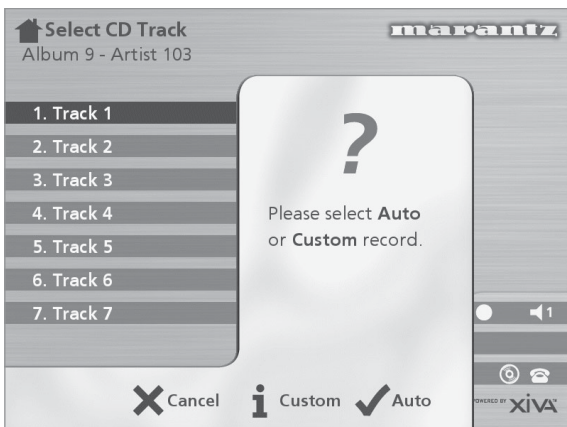 Select CD Track
Album 9 - Artist 103
marantz
1. Track 1
2. Track 2
3. Track 3
4. Track 4
5. Track 5
6. Track 6
7. Track 7
?
Please select Auto
or Custom record.
1
Cancel
i Custom
Auto
POWERED BY XiVA